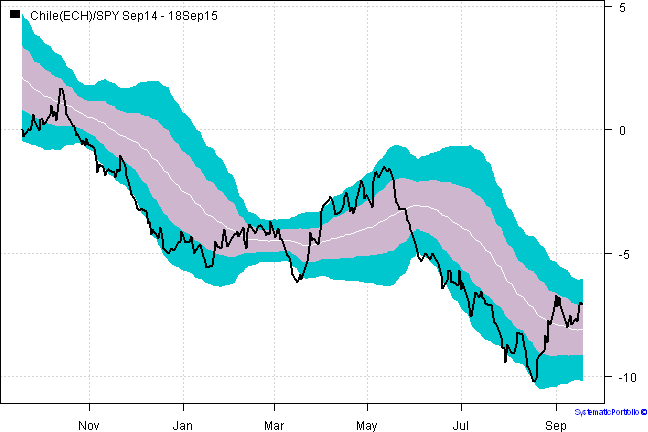 Chile(ECH)/SPY Sep14 - 18Sep15
5
0
-5
-10
Nov Jan Mar May Jul Sep
SystematicPortfolio ©